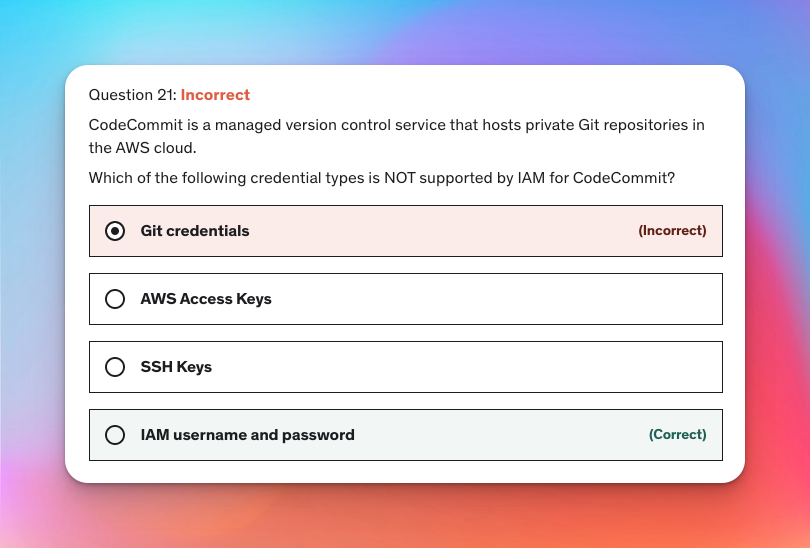 Question 21: Incorrect
CodeCommit is a managed version control service that hosts private Git repositories in
the AWS cloud.
Which of the following credential types is NOT supported by IAM for CodeCommit?
Git credentials (Incorrect)
AWS Access Keys
SSH Keys
IAM username and password (Correct)